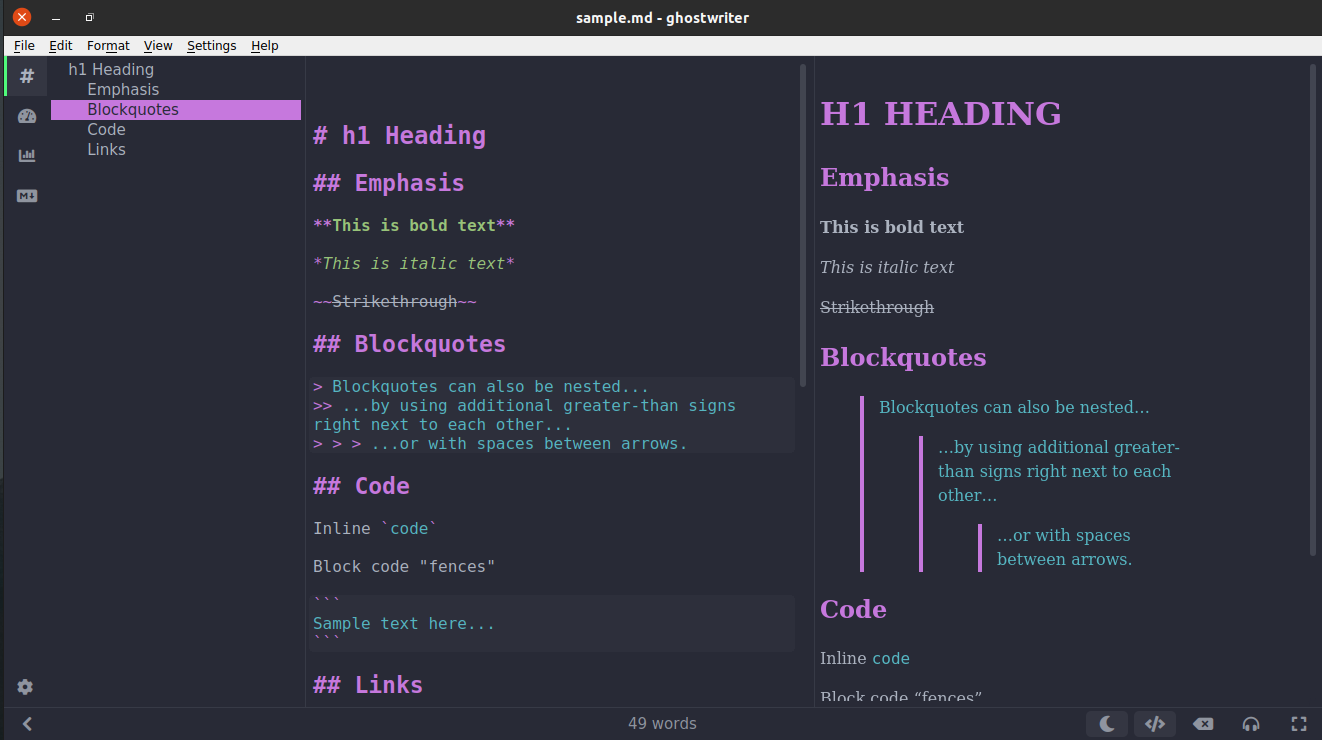 sample.md - ghostwriter
File Edit Format View Settings Help
h1 Heading
Emphasis
Blockquotes
Code
Links
# h1 Heading
## Emphasis
**This is bold text**
*This is italic text*
~~Strikethrough~~
## Blockquotes
> Blockquotes can also be nested...
>> ...by using additional greater-than signs
right next to each other...
> > > ...or with spaces between arrows.
## Code
Inline `code`
Block code "fences"
```
Sample text here...
```
## Links
H1 HEADING
Emphasis
This is bold text
This is italic text
Strikethrough
Blockquotes
Blockquotes can also be nested…
…by using additional greater-
than signs right next to each
other…
…or with spaces
between arrows.
Code
Inline code
Block code “fences”
49 words